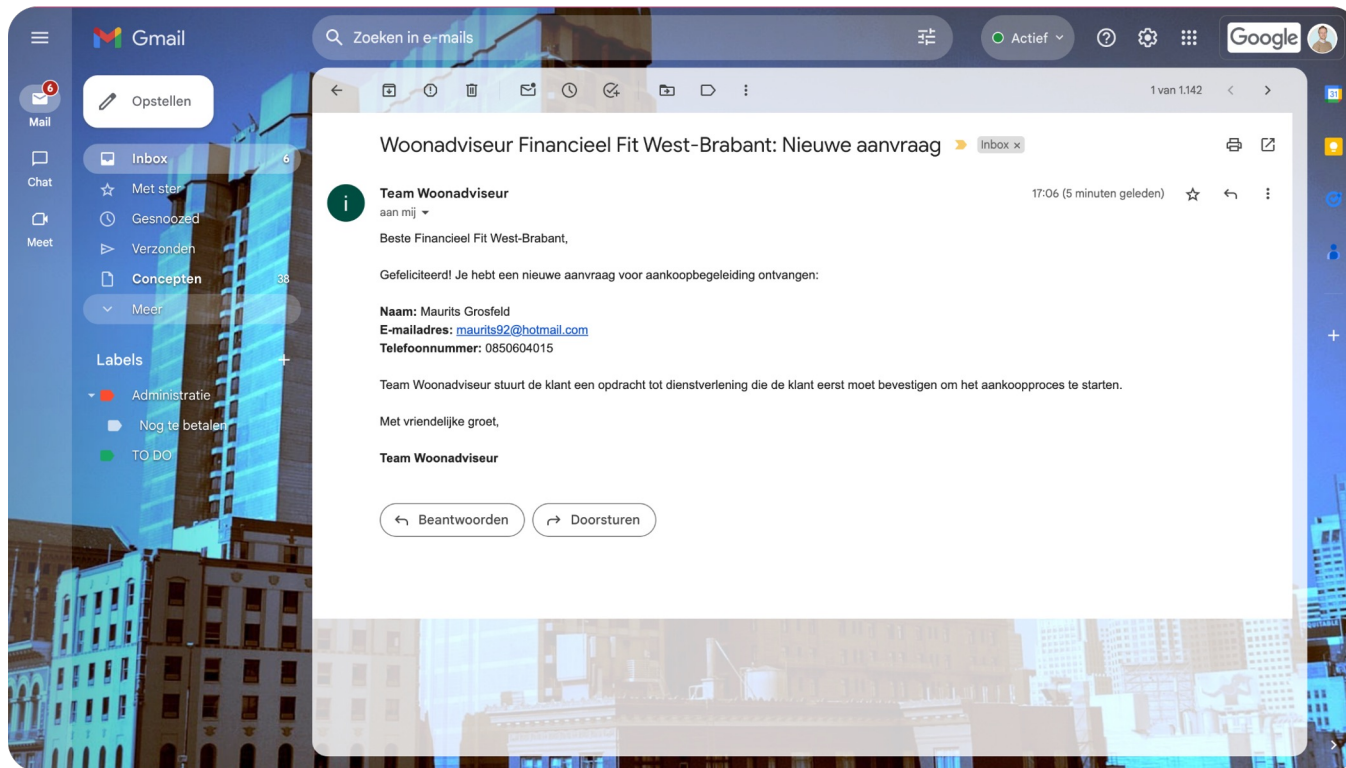 Gmail
Zoeken in e-mails
Actief
Google
6
Mail
Chat
Meet
Opstellen
Inbox 6
Met ster
Gesnoozed
Verzonden
Concepten 38
Meer
Labels
Administratie
Nog te betalen
TO DO
1 van 1.142
31
Woonadviseur Financieel Fit West-Brabant: Nieuwe aanvraag Inbox ×
i
Team Woonadviseur 17:06 (5 minuten geleden)
aan mij
Beste Financieel Fit West-Brabant,
Gefeliciteerd! Je hebt een nieuwe aanvraag voor aankoopbegeleiding ontvangen:
Naam: Maurits Grosfeld
E-mailadres: maurits92@hotmail.com
Telefoonnummer: 0850604015
Team Woonadviseur stuurt de klant een opdracht tot dienstverlening die de klant eerst moet bevestigen om het aankoopproces te starten.
Met vriendelijke groet,
Team Woonadviseur
Beantwoorden
Doorsturen